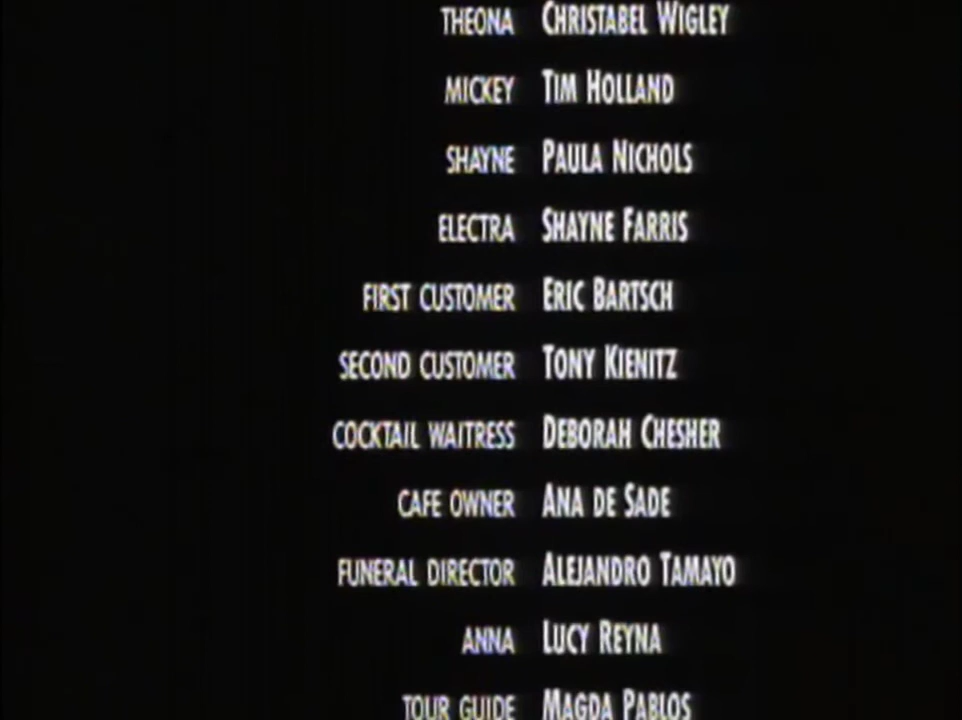 THEONA CHRISTABEL WIGLEY
MICKEY TIM HOLLAND
SHAYNE PAULA NICHOLS
ELECTRA SHAYNE FARRIS
FIRST CUSTOMER ERIC BARTSCH
SECOND CUSTOMER TONY KIENITZ
COCKTAIL WAITRESS DEBORAH CHESHER
CAFE OWNER ANA DE SADE
FUNERAL DIRECTOR ALEJANDRO TAMAYO
ANNA LUCY REYNA
TOUR GUIDE MAGDA PABLOS